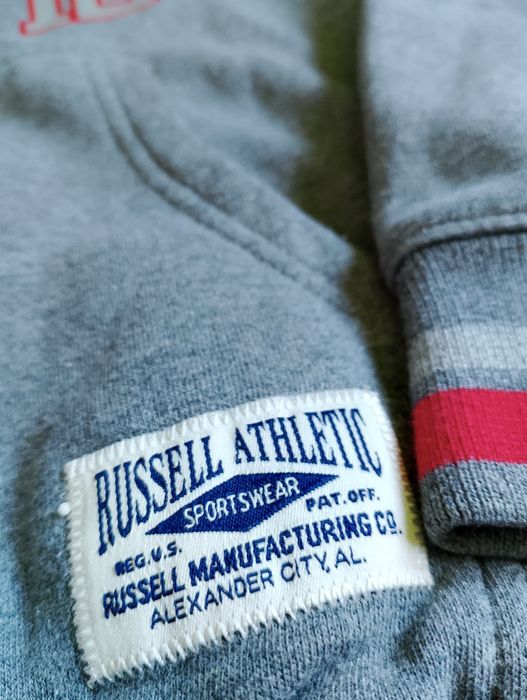 RUSSELL ATHLETIC
SPORTSWEAR
REG.U.S. PAT.OFF.
RUSSELL MANUFACTURING CO.
ALEXANDER CITY, AL.